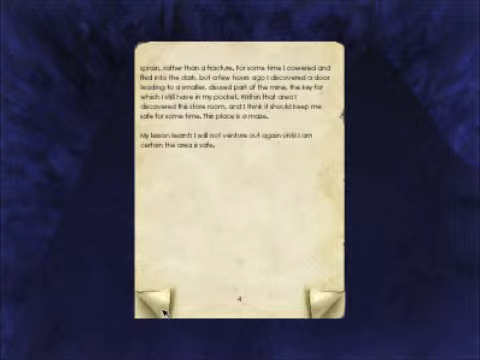 sprain, rather than a fracture. For some time I cowered and
fled into the dark, but a few hours ago I discovered a door
leading to a smaller, disused part of the mine, the key for
which I still have in my pocket. Within that area I
discovered this store room, and I think it should keep me
safe for some time. This place is a maze.
My lesson learnt: I will not venture out again until I am
certain the area is safe.
4